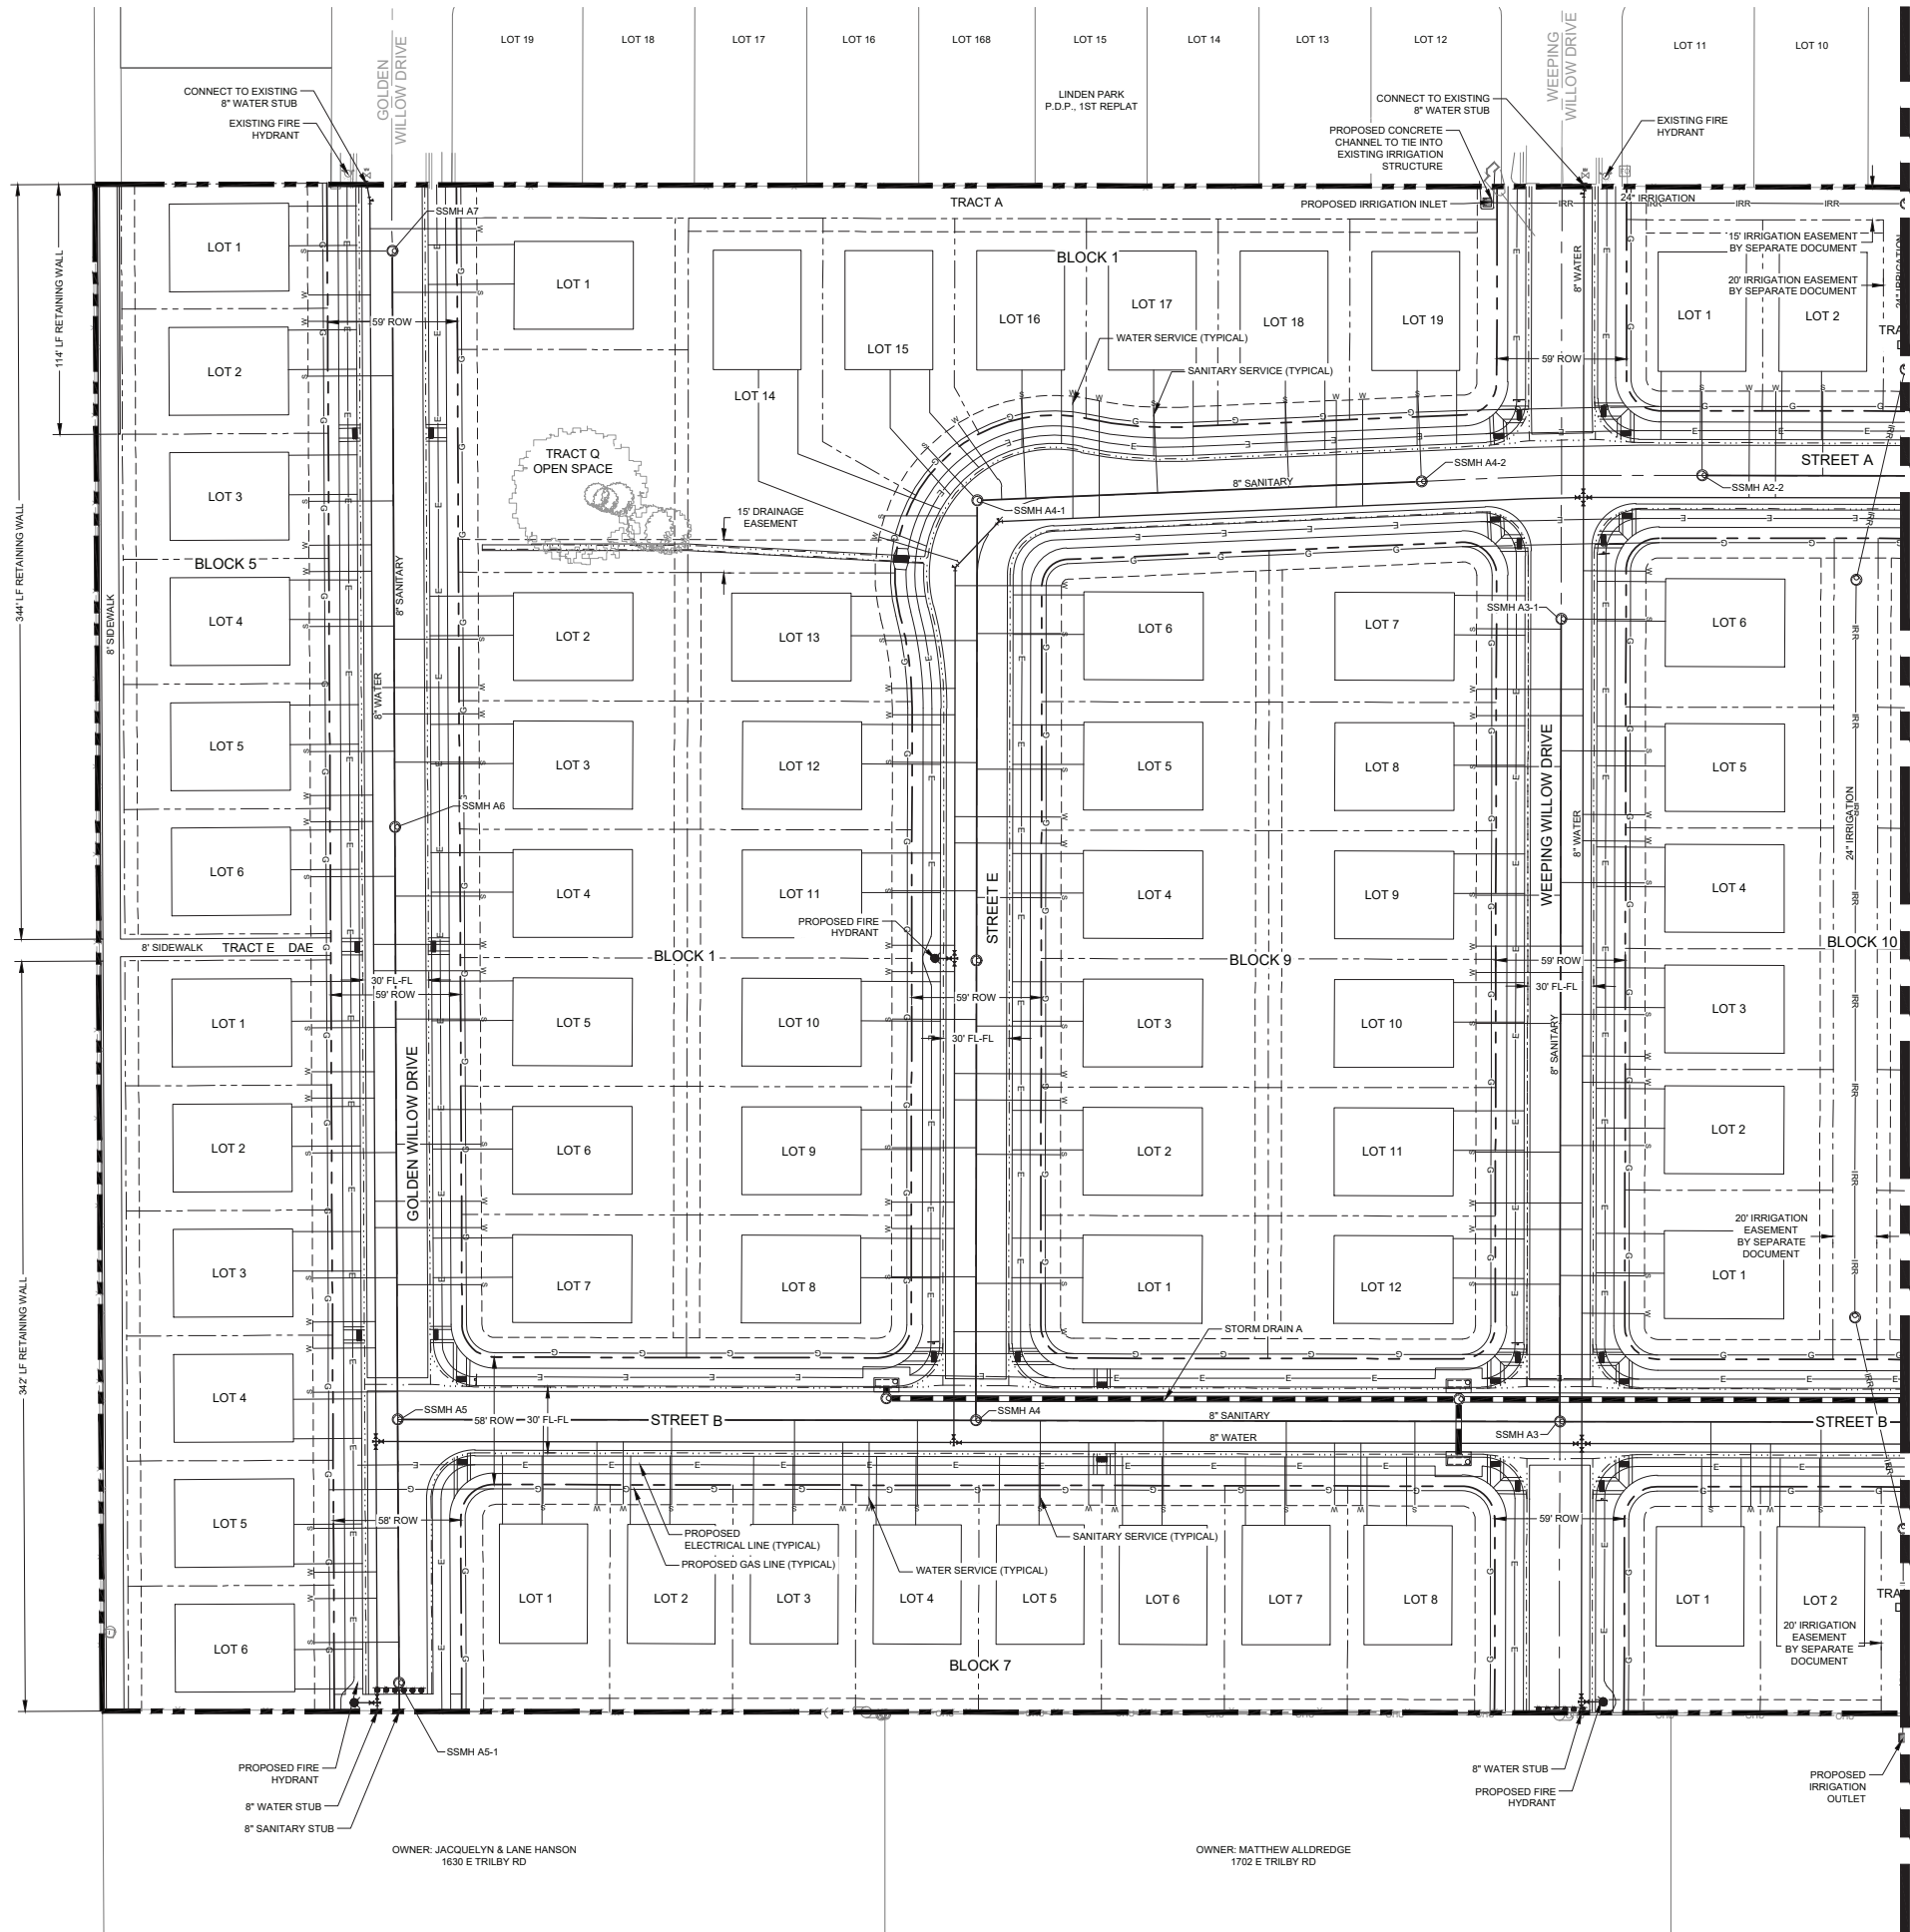 LOT 19
LOT 18
LOT 17
LOT 16
LOT 168
LOT 15
LOT 14
LOT 13
LOT 12
LOT 11
LOT 10
GOLDEN
WILLOW DRIVE
WEEPING
WILLOW DRIVE
CONNECT TO EXISTING
8" WATER STUB
EXISTING FIRE
HYDRANT
LINDEN PARK
P.D.P., 1ST REPLAT
CONNECT TO EXISTING
8" WATER STUB
PROPOSED CONCRETE
CHANNEL TO TIE INTO
EXISTING IRRIGATION
STRUCTURE
EXISTING FIRE
HYDRANT
TRACT A
PROPOSED IRRIGATION INLET
24" IRRIGATION
SSMH A7
LOT 1
LOT 1
BLOCK 1
15' IRRIGATION EASEMENT
BY SEPARATE DOCUMENT
20' IRRIGATION EASEMENT
BY SEPARATE DOCUMENT
24" IRRIGATION
8" WATER
114' LF RETAINING WALL
344' LF RETAINING WALL
59' ROW
LOT 14
LOT 15
LOT 16
LOT 17
LOT 18
LOT 19
LOT 1
LOT 2
59' ROW
WATER SERVICE (TYPICAL)
SANITARY SERVICE (TYPICAL)
LOT 2
TRACT Q
OPEN SPACE
STREET A
SSMH A4-2
SSMH A2-2
8" SANITARY
SSMH A4-1
LOT 3
15' DRAINAGE
EASEMENT
BLOCK 5
8" SANITARY
8' SIDEWALK
LOT 4
LOT 2
LOT 13
LOT 6
LOT 7
SSMH A3-1
LOT 6
8" WATER
LOT 5
LOT 3
LOT 12
LOT 5
LOT 8
WEEPING WILLOW DRIVE
8" WATER
LOT 5
24" IRRIGATION
SSMH A6
LOT 6
LOT 4
LOT 11
PROPOSED FIRE
HYDRANT
STREET E
LOT 4
LOT 9
LOT 4
8' SIDEWALK
TRACT E DAE
BLOCK 1
BLOCK 9
BLOCK 10
59' ROW
30' FL-FL
30' FL-FL
59' ROW
59' ROW
30' FL-FL
LOT 1
LOT 5
LOT 10
LOT 3
LOT 10
LOT 3
8" SANITARY
342' LF RETAINING WALL
GOLDEN WILLOW DRIVE
LOT 2
LOT 6
LOT 9
LOT 2
LOT 11
LOT 2
20' IRRIGATION
EASEMENT
BY SEPARATE
DOCUMENT
LOT 3
LOT 7
LOT 8
LOT 1
LOT 12
LOT 1
STORM DRAIN A
LOT 4
SSMH A5
58' ROW
30' FL-FL
STREET B
SSMH A4
8" SANITARY
8" WATER
SSMH A3
STREET B
LOT 5
58' ROW
59' ROW
PROPOSED
ELECTRICAL LINE (TYPICAL)
PROPOSED GAS LINE (TYPICAL)
WATER SERVICE (TYPICAL)
SANITARY SERVICE (TYPICAL)
LOT 6
LOT 1
LOT 2
LOT 3
LOT 4
LOT 5
LOT 6
LOT 7
LOT 8
LOT 1
LOT 2
20' IRRIGATION
EASEMENT
BY SEPARATE
DOCUMENT
BLOCK 7
SSMH A5-1
PROPOSED FIRE
HYDRANT
8" WATER STUB
8" SANITARY STUB
8" WATER STUB
PROPOSED FIRE
HYDRANT
PROPOSED
IRRIGATION
OUTLET
OWNER: JACQUELYN & LANE HANSON
1630 E TRILBY RD
OWNER: MATTHEW ALLDREDGE
1702 E TRILBY RD